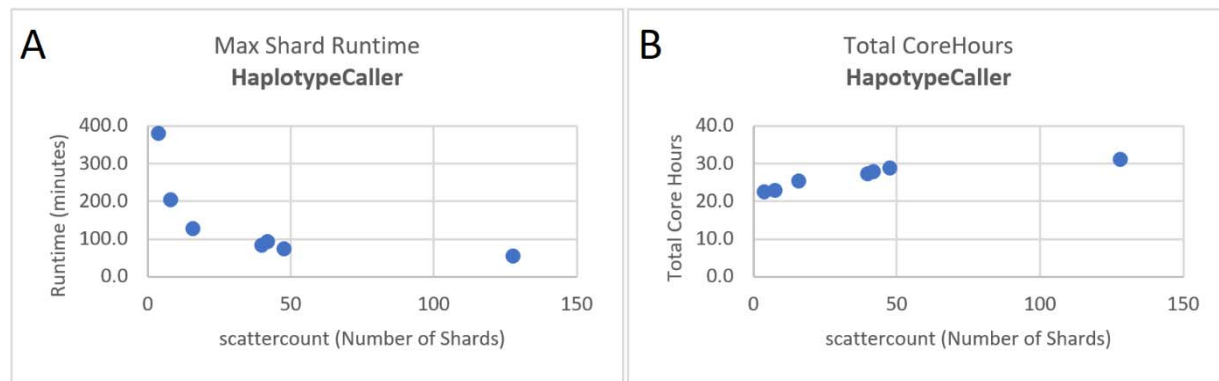 A
Max Shard Runtime
HaplotypeCaller
Runtime (minutes)
400.0
300.0
200.0
100.0
0.0
0
50
100
150
scattercount (Number of Shards)
B
Total CoreHours
HapotypeCaller
Total Core Hours
40.0
30.0
20.0
10.0
0.0
0
50
100
150
scattercount (Number of Shards)